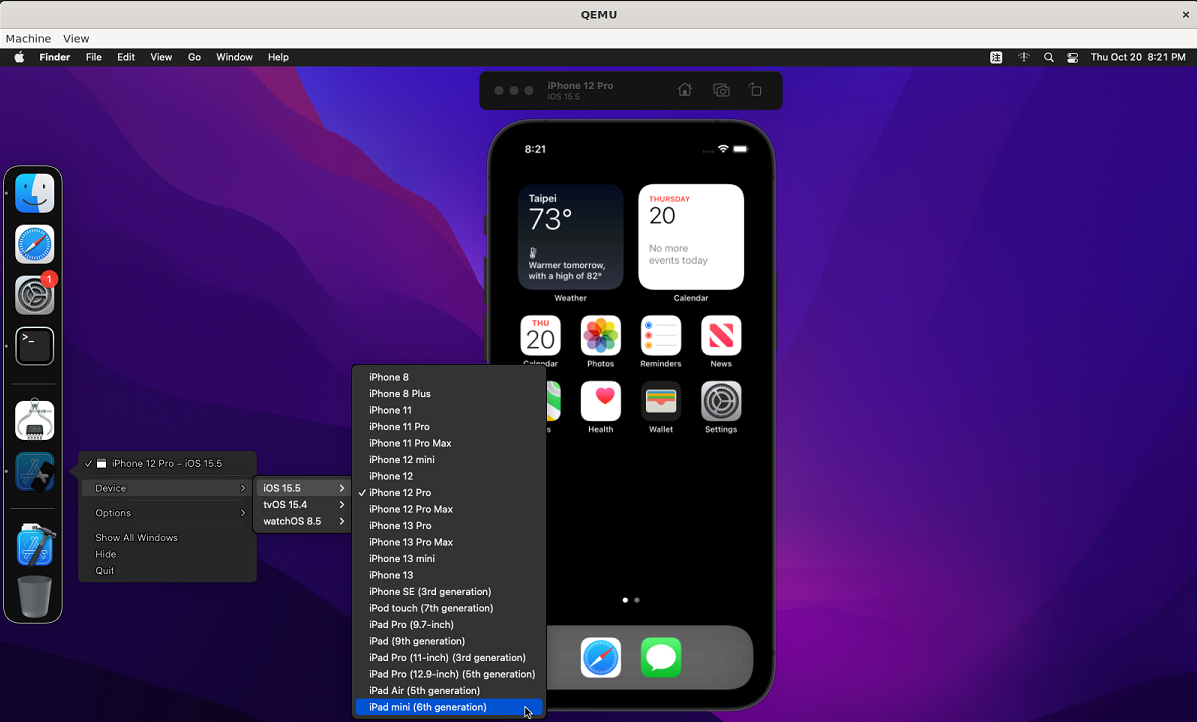 QEMU
Machine View
Finder File Edit View Go Window Help
注 Thu Oct 20 8:21 PM
iPhone 12 Pro
iOS 15.5
8:21
Taipei
73°
Warmer tomorrow,
with a high of 82°
Weather
THURSDAY
20
No more
events today
Calendar
THU
20
Calendar
Photos
Reminders
News
s
Health
Wallet
Settings
1
>_
✓ iPhone 12 Pro – iOS 15.5
Device
Options
Show All Windows
Hide
Quit
iOS 15.5
tvOS 15.4
watchOS 8.5
iPhone 8
iPhone 8 Plus
iPhone 11
iPhone 11 Pro
iPhone 11 Pro Max
iPhone 12 mini
iPhone 12
✓ iPhone 12 Pro
iPhone 12 Pro Max
iPhone 13 Pro
iPhone 13 Pro Max
iPhone 13 mini
iPhone 13
iPhone SE (3rd generation)
iPod touch (7th generation)
iPad Pro (9.7-inch)
iPad (9th generation)
iPad Pro (11-inch) (3rd generation)
iPad Pro (12.9-inch) (5th generation)
iPad Air (5th generation)
iPad mini (6th generation)